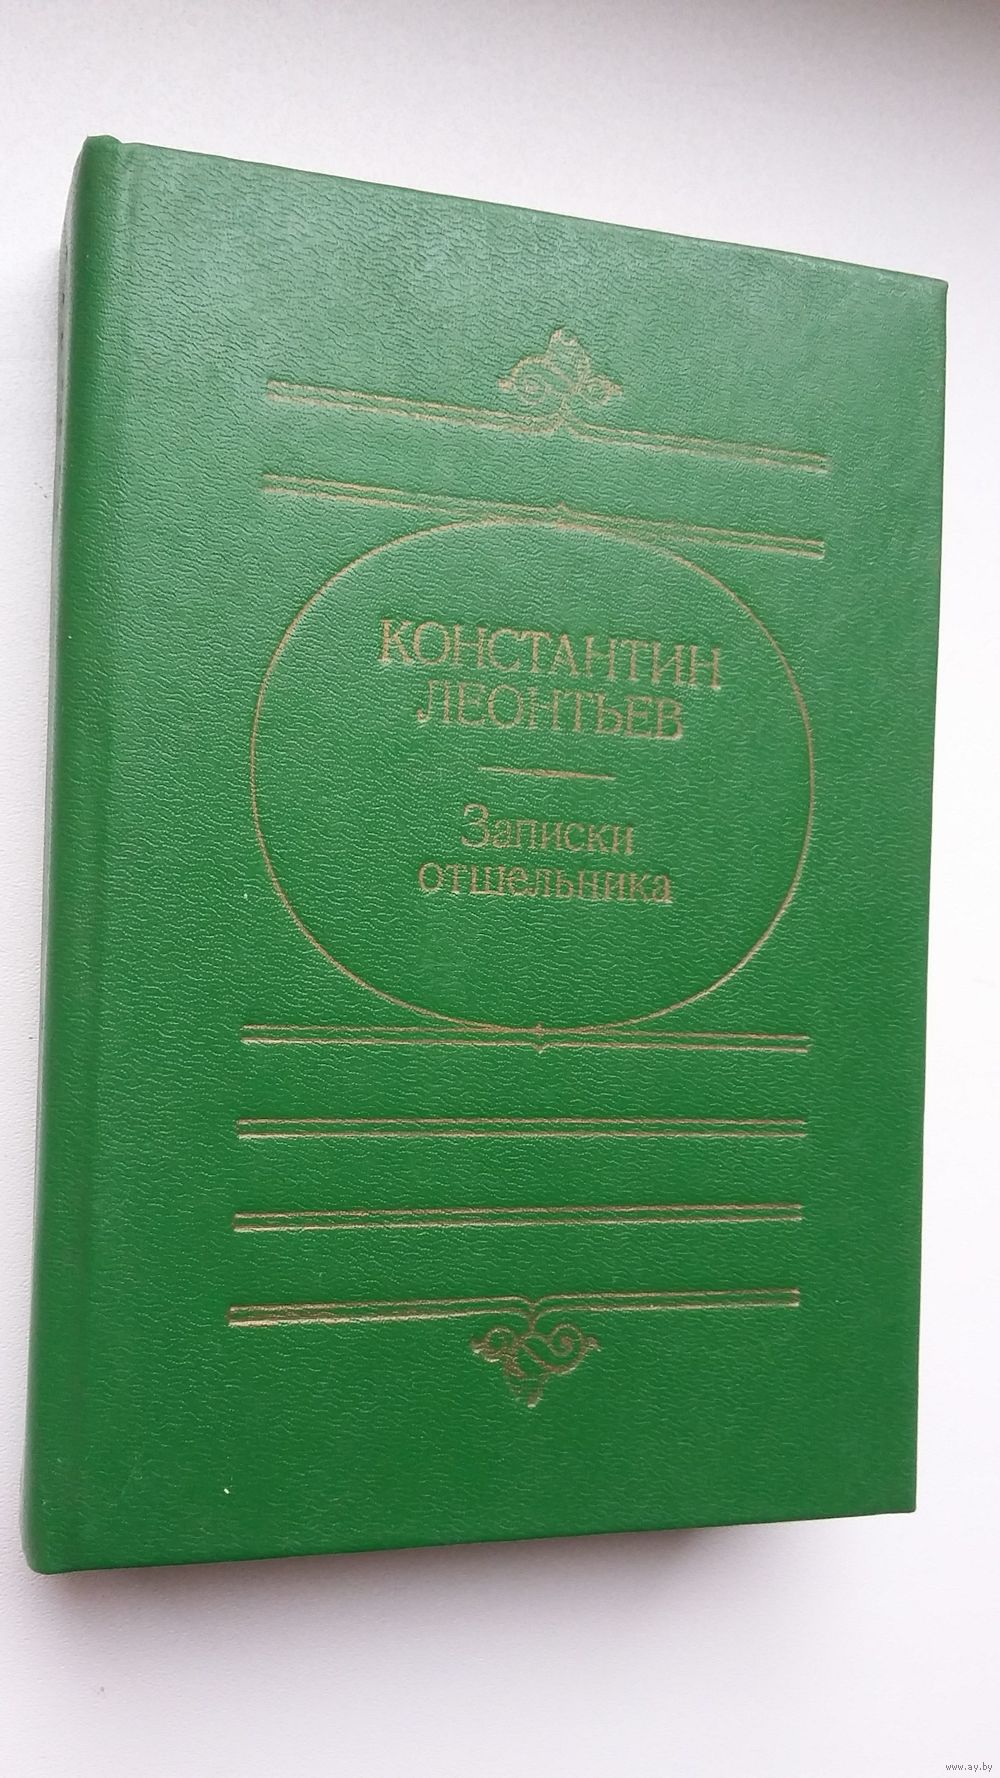 КОНСТАНТИН
ЛЕОНТЬЕВ
Записки
отшельника
www.ay.by